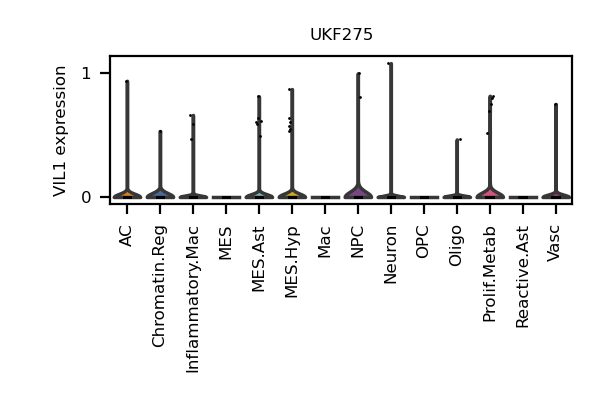 UKF275
VIL1 expression
1
0
AC
Chromatin.Reg
Inflammatory.Mac
MES
MES.Ast
MES.Hyp
Mac
NPC
Neuron
OPC
Oligo
Prolif.Metab
Reactive.Ast
Vasc